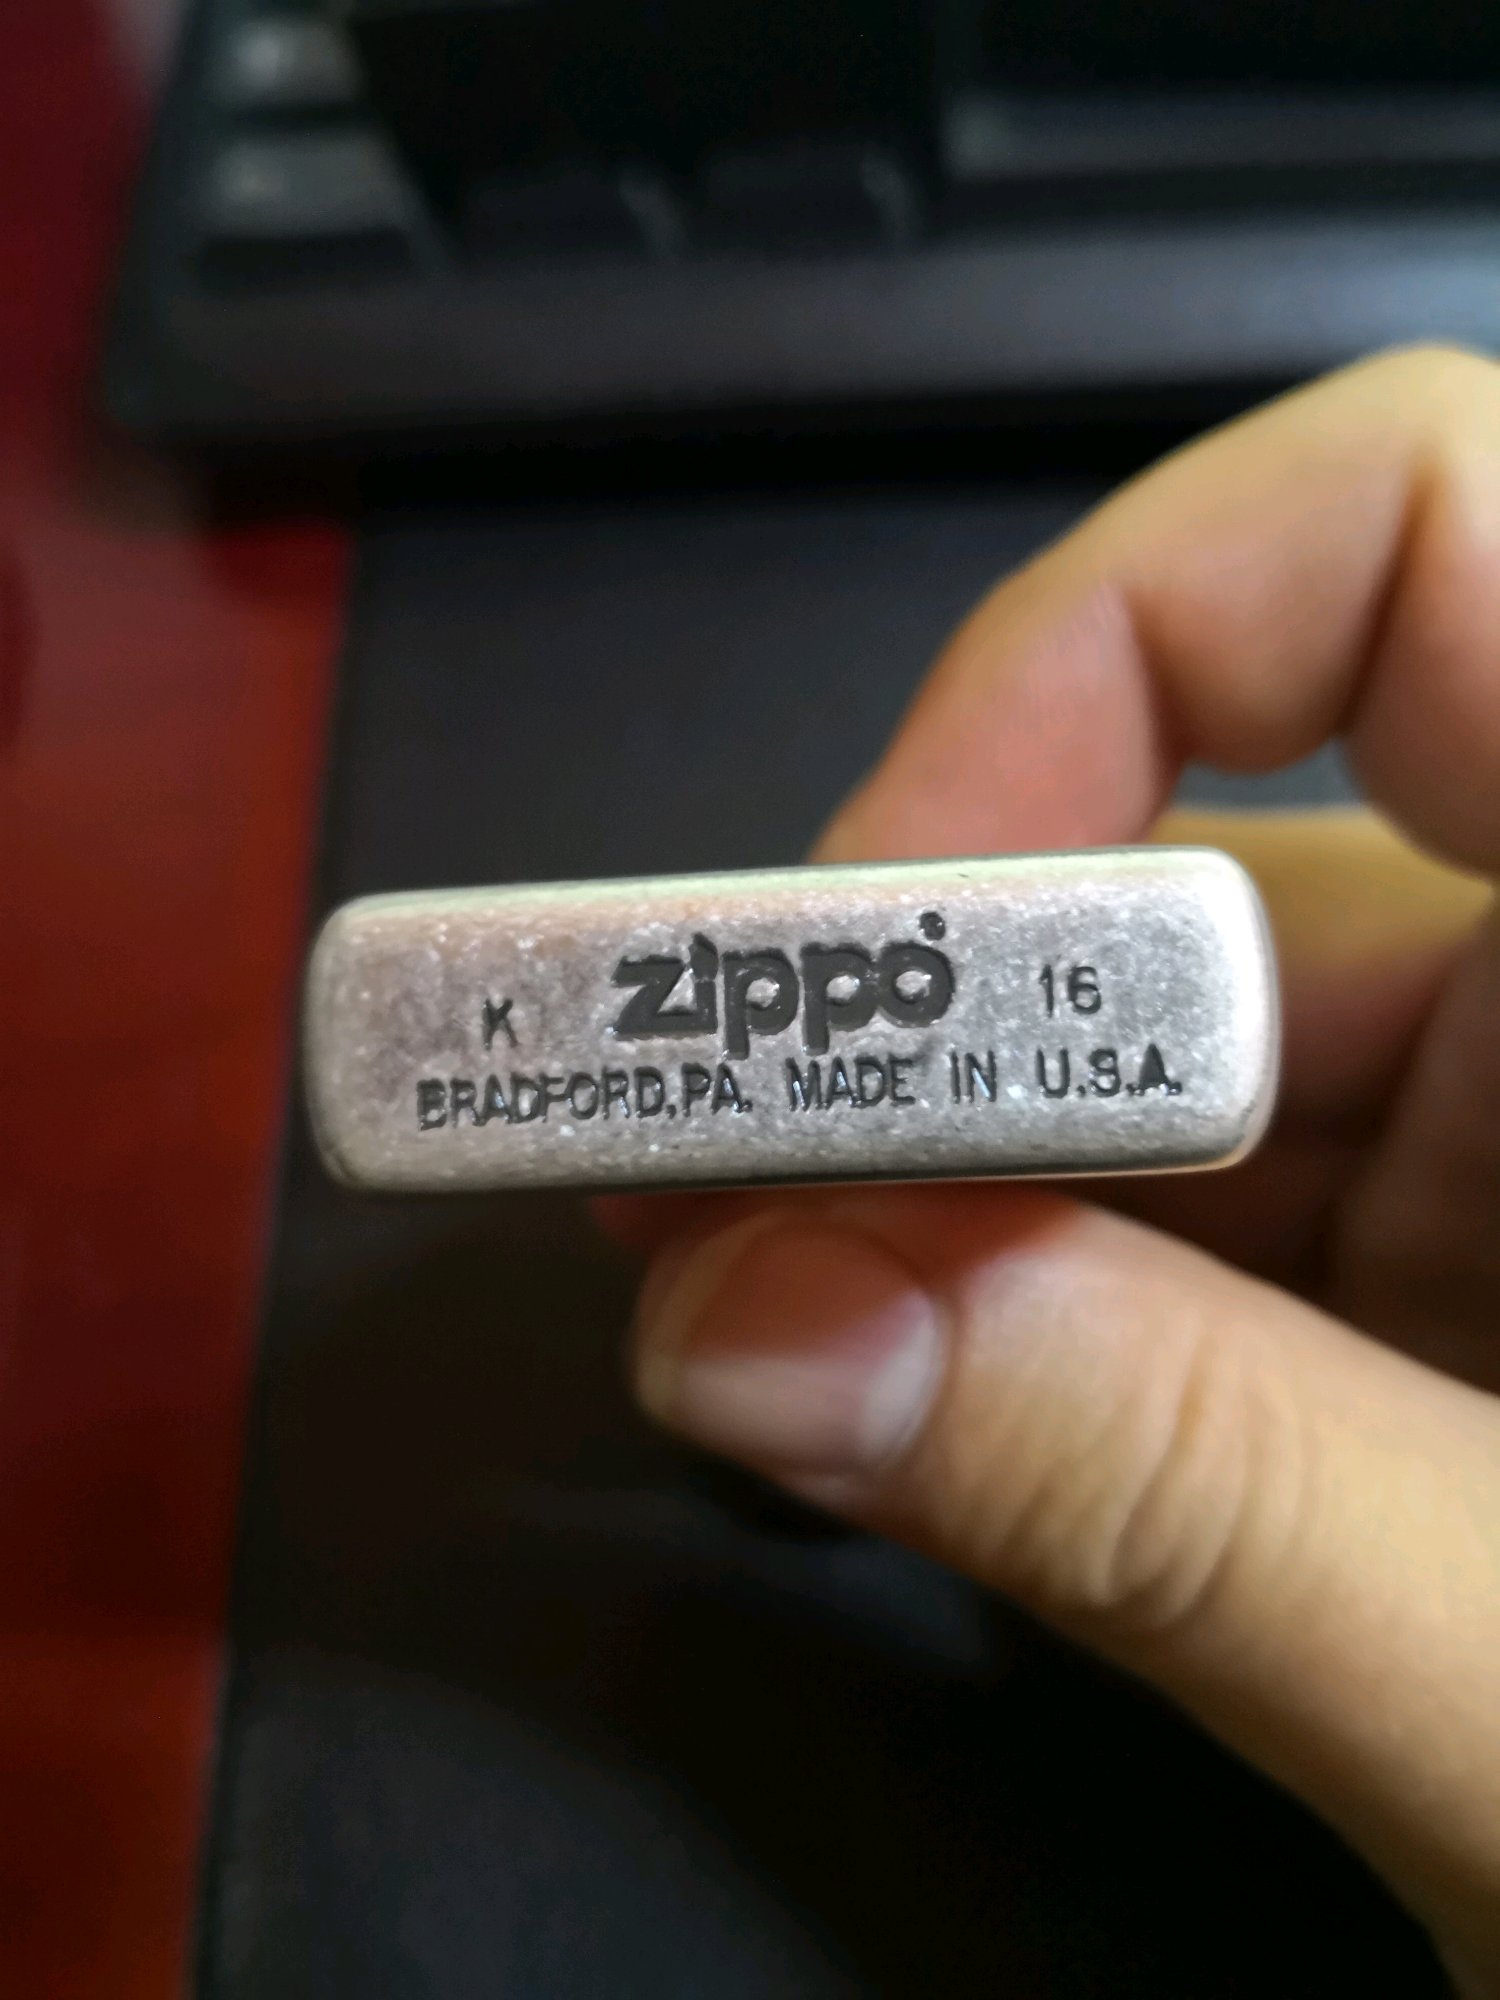 K zippo 16
BRADFORD,PA. MADE IN U.S.A.